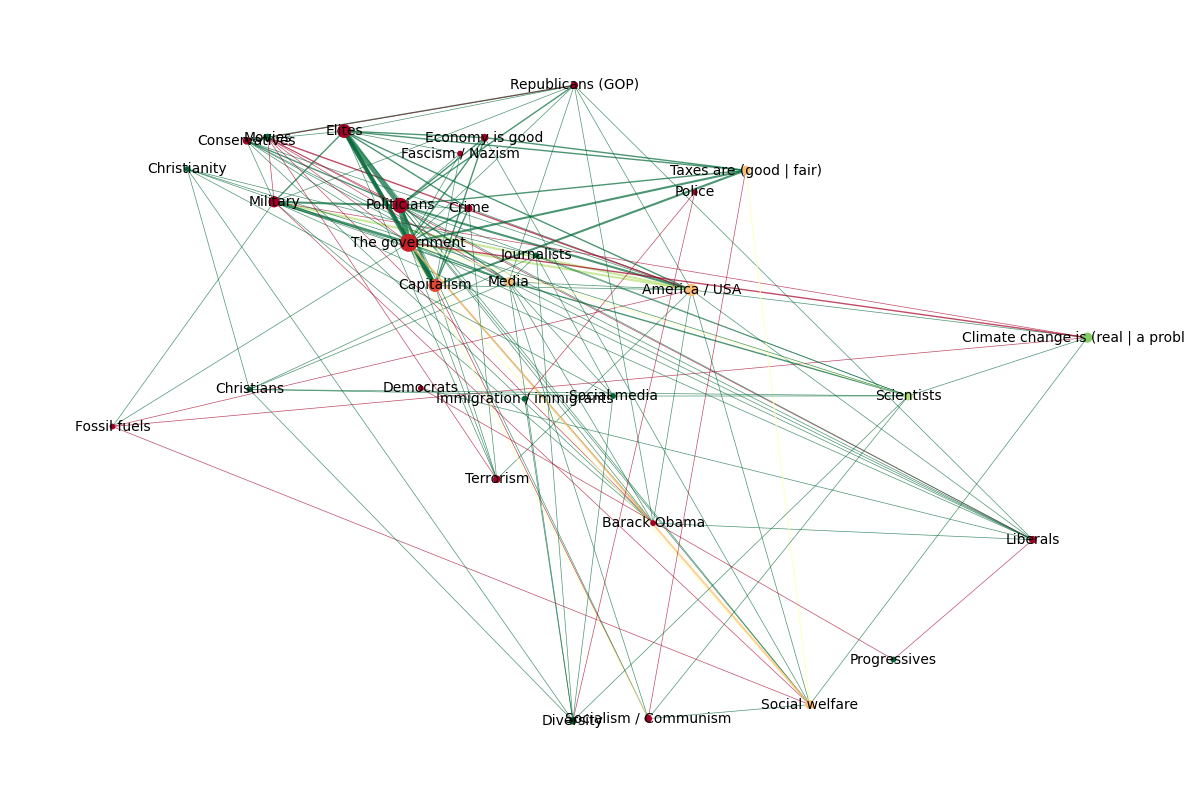 Republicans (GOP)
Elites
Movies
Conservatives
Economy is good
Fascism / Nazism
Christianity
Taxes are (good | fair)
Police
Military
Politicians
Crime
The government
Journalists
Capitalism
Media
America / USA
Climate change is (real | a probl
Christians
Democrats
Immigration / Immigrants
Social media
Scientists
Fossil fuels
Terrorism
Barack Obama
Liberals
Progressives
Social welfare
Diversity
Socialism / Communism